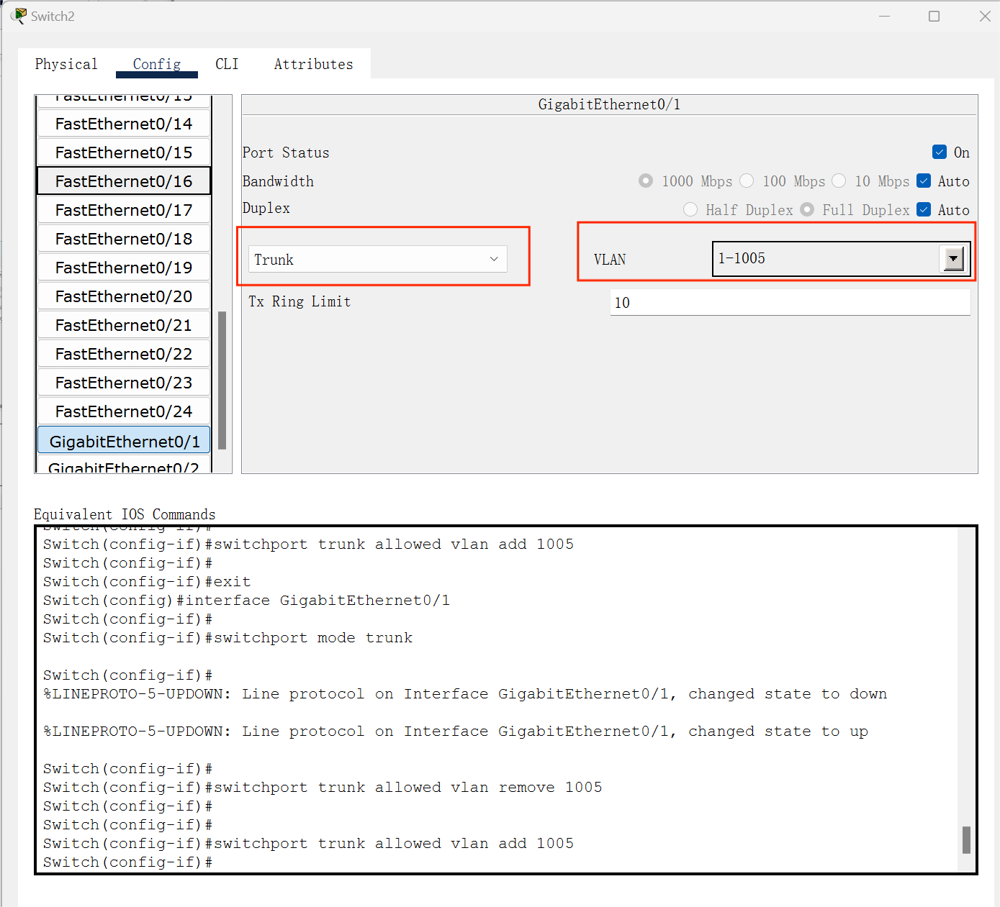 Switch2
Physical
Config
CLI
Attributes
FastEthernet0/13
FastEthernet0/14
FastEthernet0/15
FastEthernet0/16
FastEthernet0/17
FastEthernet0/18
FastEthernet0/19
FastEthernet0/20
FastEthernet0/21
FastEthernet0/22
FastEthernet0/23
FastEthernet0/24
GigabitEthernet0/1
GigabitEthernet0/2
GigabitEthernet0/1
Port Status On
Bandwidth 1000 Mbps 100 Mbps 10 Mbps Auto
Duplex Half Duplex Full Duplex Auto
Trunk VLAN 1-1005
Tx Ring Limit 10
Equivalent IOS Commands
Switch(config-if)#
Switch(config-if)#switchport trunk allowed vlan add 1005
Switch(config-if)#
Switch(config-if)#exit
Switch(config)#interface GigabitEthernet0/1
Switch(config-if)#
Switch(config-if)#switchport mode trunk
Switch(config-if)#
%LINEPROTO-5-UPDOWN: Line protocol on Interface GigabitEthernet0/1, changed state to down
%LINEPROTO-5-UPDOWN: Line protocol on Interface GigabitEthernet0/1, changed state to up
Switch(config-if)#
Switch(config-if)#switchport trunk allowed vlan remove 1005
Switch(config-if)#
Switch(config-if)#
Switch(config-if)#switchport trunk allowed vlan add 1005
Switch(config-if)#